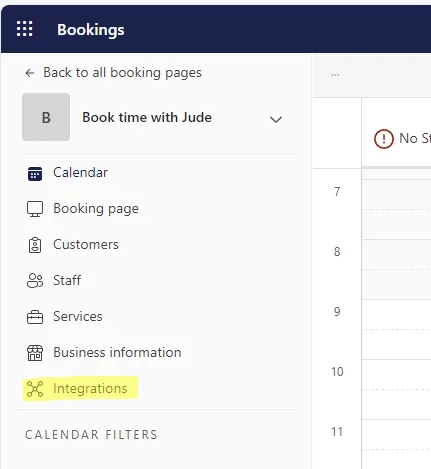 Bookings
Back to all booking pages
B
Book time with Jude
Calendar
Booking page
Customers
Staff
Services
Business information
Integrations
CALENDAR FILTERS
...
No St
7
8
9
10
11